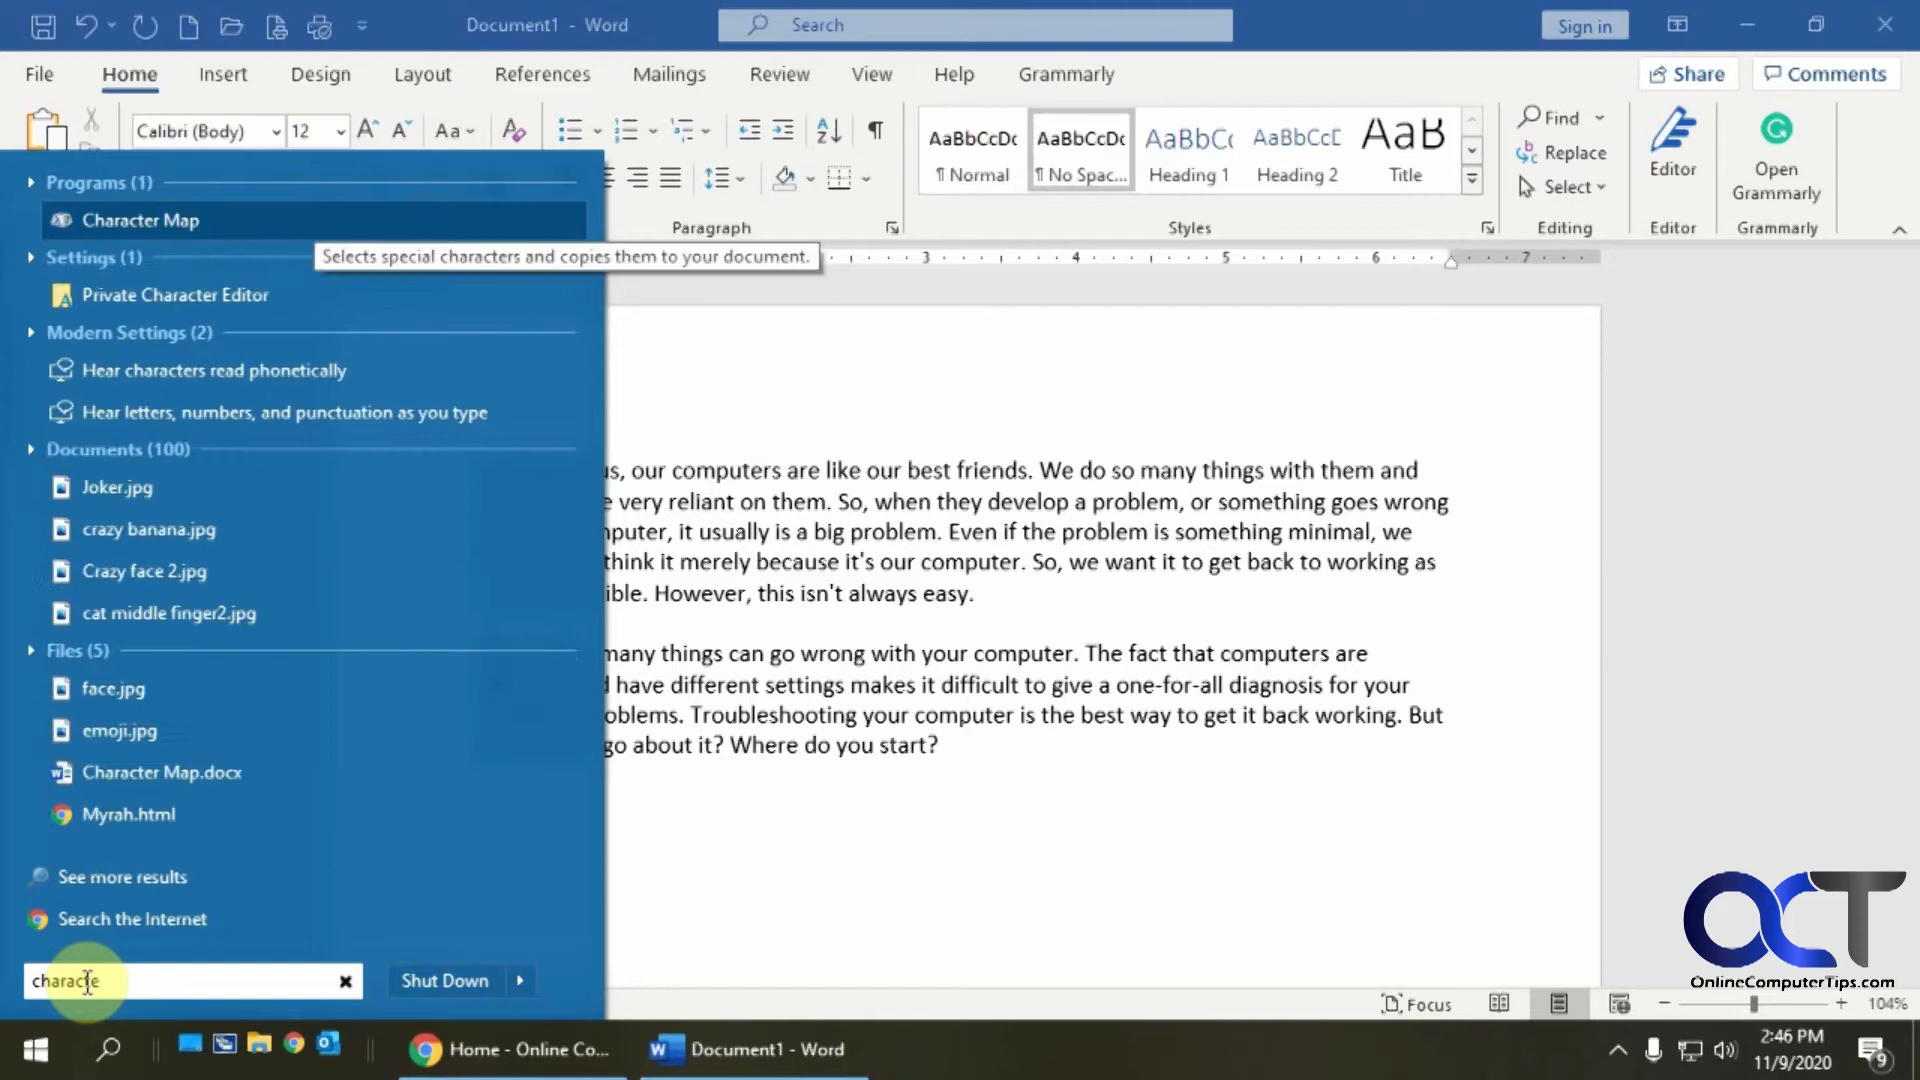 Document1 - Word
Search
Sign in
File Home Insert Design Layout References Mailings Review View Help Grammarly
Share
Comments
Calibri (Body) 12 Aa
AaBbCcDc AaBbCcDc AaBbCc AaBbCcD AaB
¶ Normal ¶ No Spac... Heading 1 Heading 2 Title
Find
Replace
Select
Editor
Open
Grammarly
Paragraph Styles Editing Editor Grammarly
3 4 5 6 7
Programs (1)
Character Map
Selects special characters and copies them to your document.
Settings (1)
Private Character Editor
Modern Settings (2)
Hear characters read phonetically
Hear letters, numbers, and punctuation as you type
Documents (100)
Joker.jpg
crazy banana.jpg
Crazy face 2.jpg
cat middle finger2.jpg
Files (5)
face.jpg
emoji.jpg
Character Map.docx
Myrah.html
See more results
Search the Internet
characte
Shut Down
us, our computers are like our best friends. We do so many things with them and
e very reliant on them. So, when they develop a problem, or something goes wrong
nputer, it usually is a big problem. Even if the problem is something minimal, we
think it merely because it's our computer. So, we want it to get back to working as
ible. However, this isn't always easy.
many things can go wrong with your computer. The fact that computers are
d have different settings makes it difficult to give a one-for-all diagnosis for your
oblems. Troubleshooting your computer is the best way to get it back working. But
go about it? Where do you start?
OCT
OnlineComputerTips.com
Focus
104%
Home - Online Co...
Document1 - Word
2:46 PM
11/9/2020
9